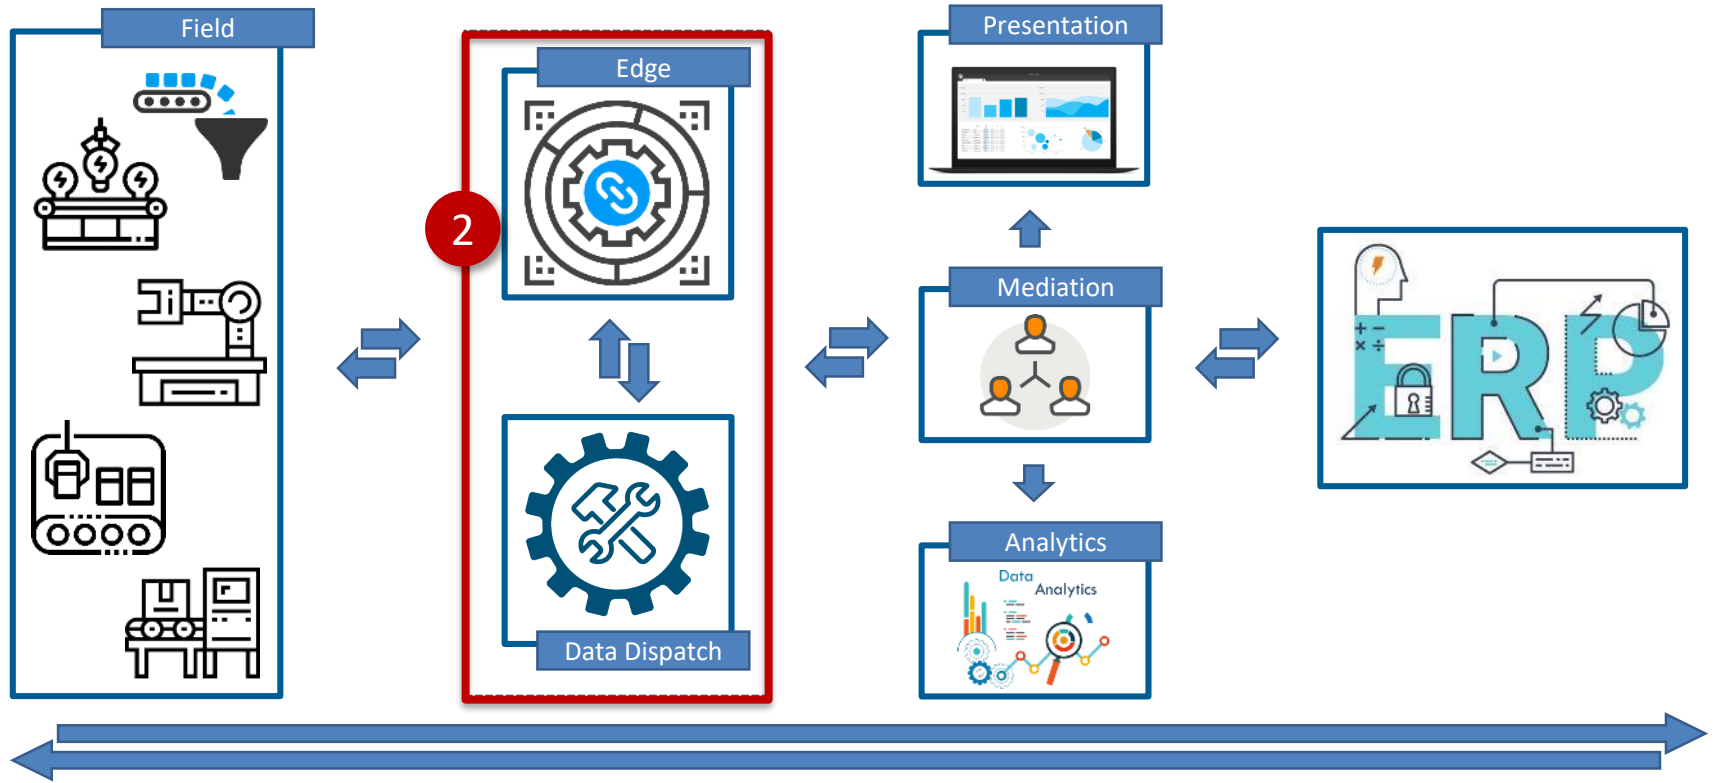 Field
Edge
2
Data Dispatch
Presentation
Mediation
Analytics
Data
Analytics
ERP